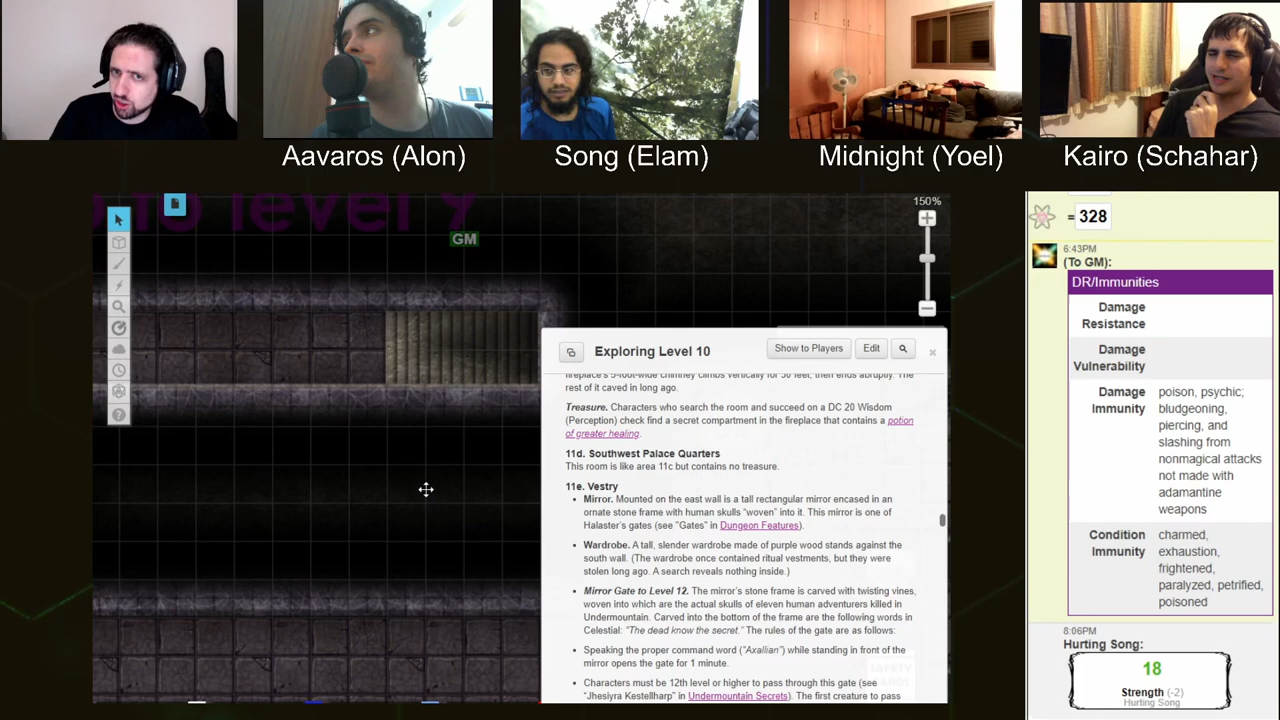 Aavaros (Alon)
Song (Elam)
Midnight (Yoel)
Kairo (Schahar)
GM
150%
Exploring Level 10
Show to Players
Edit
fireplace's 5-foot-wide chimney climbs vertically for 30 feet, then ends abruptly. The
rest of it caved in long ago.
Treasure. Characters who search the room and succeed on a DC 20 Wisdom
(Perception) check find a secret compartment in the fireplace that contains a potion
of greater healing.
11d. Southwest Palace Quarters
This room is like area 11c but contains no treasure.
11e. Vestry
• Mirror. Mounted on the east wall is a tall rectangular mirror encased in an
ornate stone frame with human skulls “woven” into it. This mirror is one of
Halaster's gates (see "Gates" in Dungeon Features).
• Wardrobe. A tall, slender wardrobe made of purple wood stands against the
south wall. (The wardrobe once contained ritual vestments, but they were
stolen long ago. A search reveals nothing inside.)
• Mirror Gate to Level 12. The mirror's stone frame is carved with twisting vines,
woven into which are the actual skulls of eleven human adventurers killed in
Undermountain. Carved into the bottom of the frame are the following words in
Celestial: "The dead know the secret." The rules of the gate are as follows:
• Speaking the proper command word ("Axallian") while standing in front of the
mirror opens the gate for 1 minute.
• Characters must be 12th level or higher to pass through this gate (see
"Jhesiyra Kestellharp" in Undermountain Secrets). The first creature to pass
= 328
6:43PM
(To GM):
DR/Immunities
Damage
Resistance
Damage
Vulnerability
Damage
Immunity
poison, psychic;
bludgeoning,
piercing, and
slashing from
nonmagical attacks
not made with
adamantine
weapons
Condition
Immunity
charmed,
exhaustion,
frightened,
paralyzed, petrified,
poisoned
8:06PM
Hurting Song:
18
Strength (-2)
Hurting Song